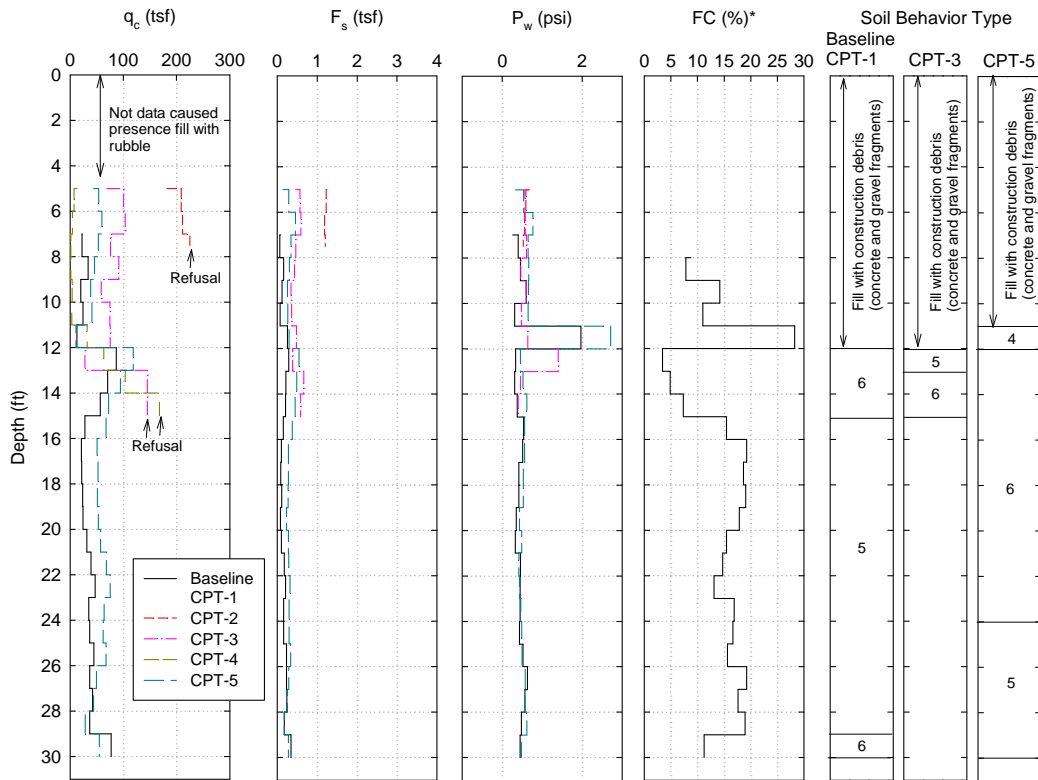 q_c (tsf)
F_s (tsf)
P_w (psi)
FC (%)*
Soil Behavior Type
Baseline
CPT-1
CPT-3
CPT-5
0 100 200 300
0 1 2 3 4
0 2
0 5 10 15 20 25 30
0
2
4
6
8
10
12
14
16
18
20
22
24
26
28
30
Depth (ft)
Not data caused
presence fill with
rubble
Refusal
Refusal
Baseline
CPT-1
CPT-2
CPT-3
CPT-4
CPT-5
Fill with construction debris
(concrete and gravel fragments)
6
5
6
Fill with construction debris
(concrete and gravel fragments)
5
6
Fill with construction debris
(concrete and gravel fragments)
4
6
5